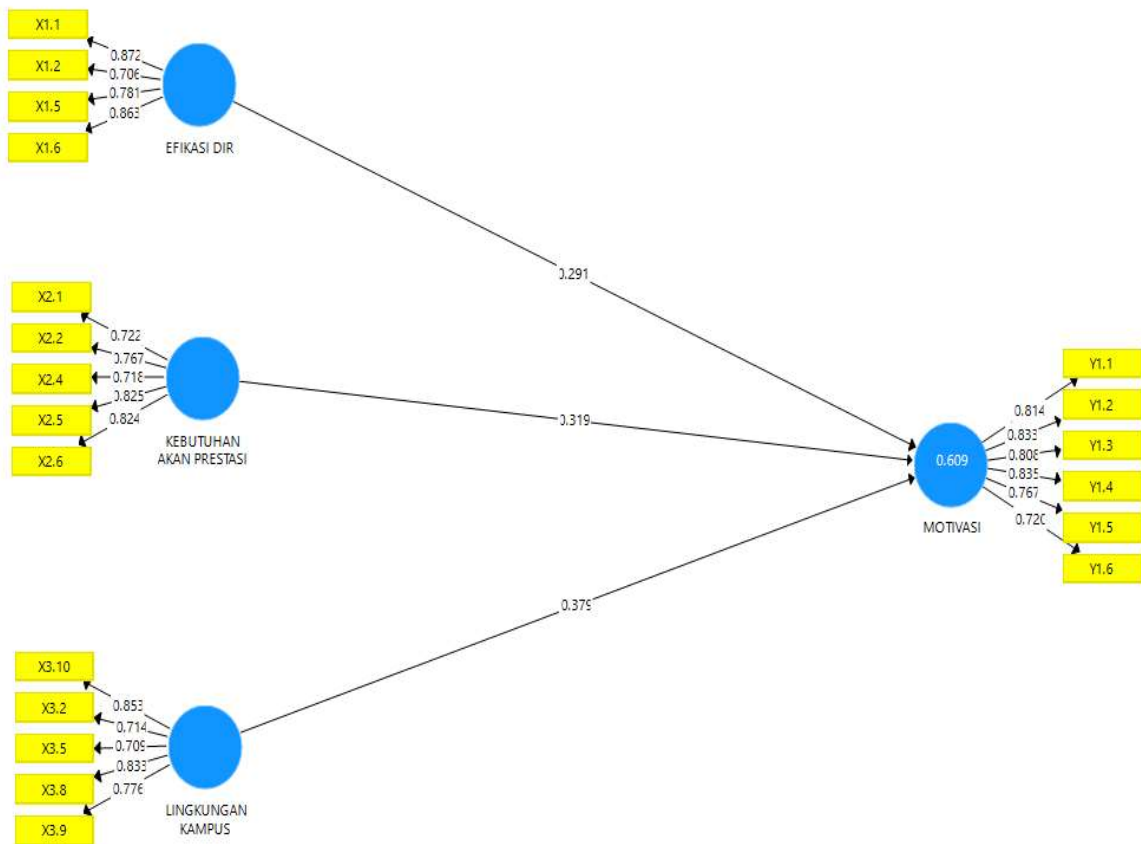 X1.1
0.872
X1.2
0.706
X1.5
0.781
X1.6
0.863
EFIKASI DIR
0.291
X2.1
0.722
X2.2
0.767
X2.4
0.718
X2.5
0.825
X2.6
0.824
KEBUTUHAN
AKAN PRESTASI
0.319
X3.10
0.853
X3.2
0.714
X3.5
0.709
X3.8
0.833
X3.9
0.776
LINGKUNGAN
KAMPUS
0.379
0.609
MOTIVASI
Y1.1
0.814
Y1.2
0.833
Y1.3
0.808
Y1.4
0.835
Y1.5
0.767
Y1.6
0.720